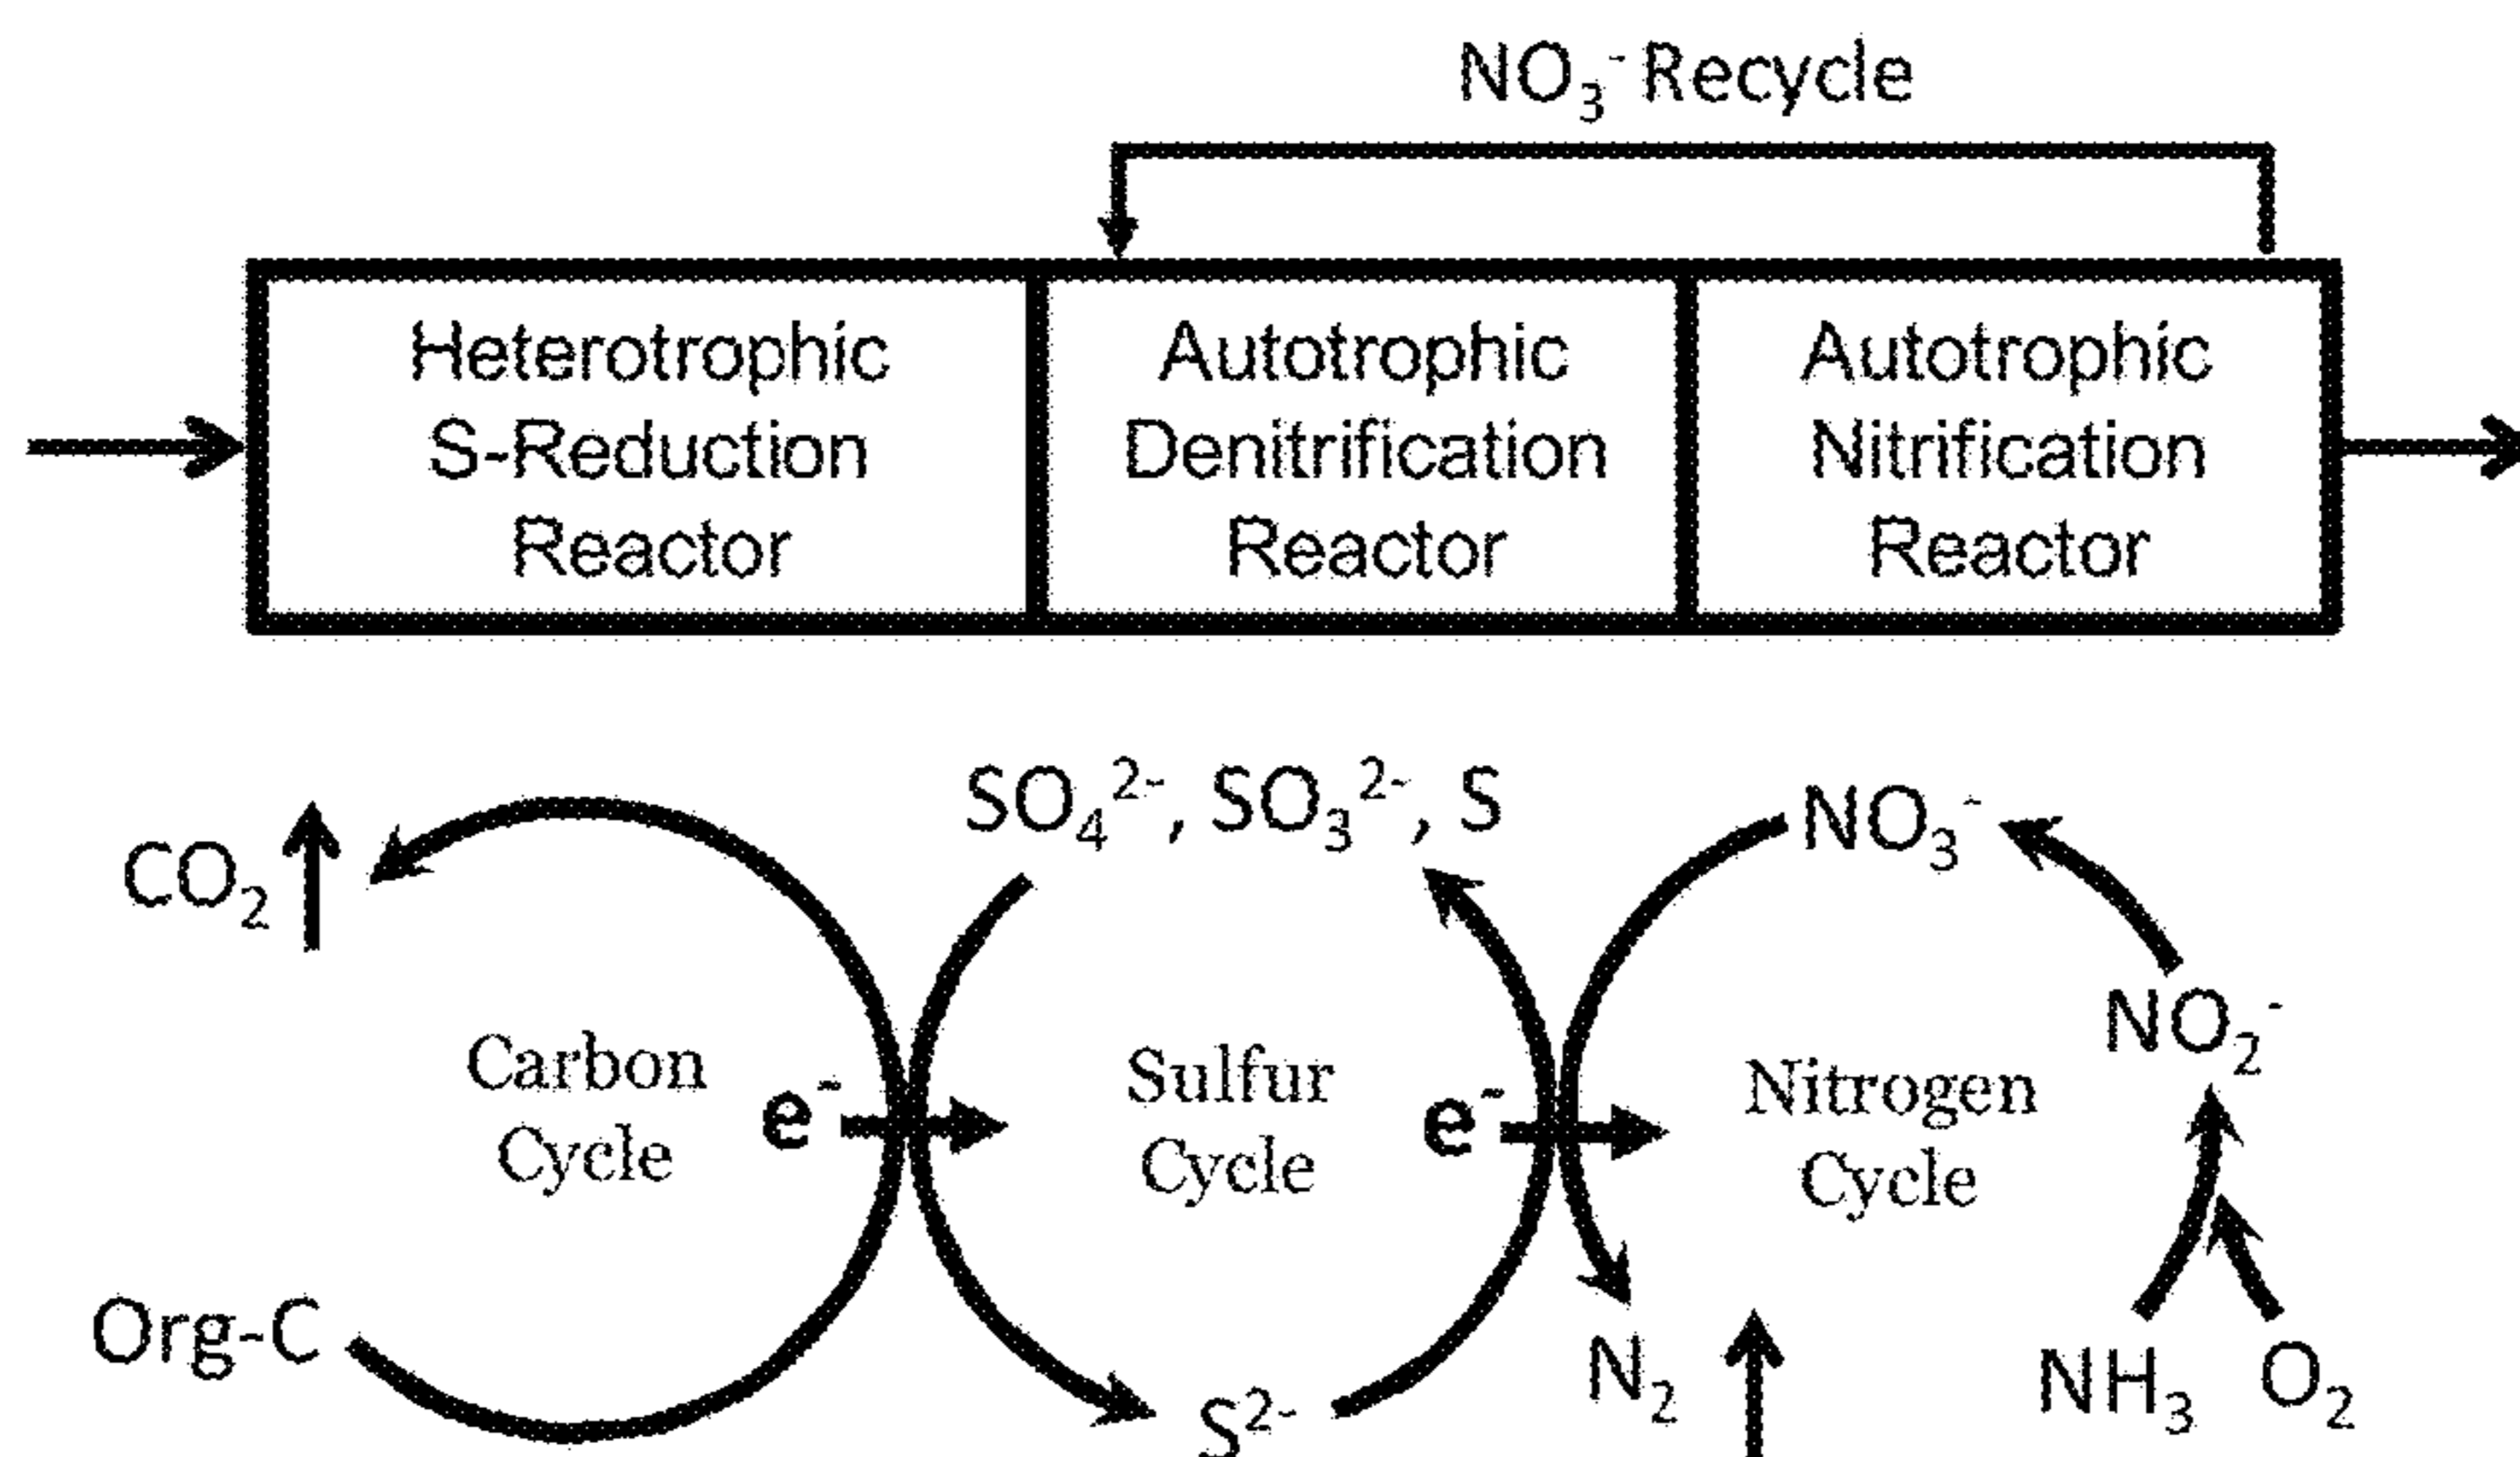 NO₃⁻ Recycle
Heterotrophic
S-Reduction
Reactor
Autotrophic
Denitrification
Reactor
Autotrophic
Nitrification
Reactor
SO₄²⁻, SO₃²⁻, S
NO₃⁻
CO₂
NO₂⁻
Carbon
Cycle
e⁻
Sulfur
Cycle
e⁻
Nitrogen
Cycle
Org-C
S²⁻
N₂
NH₃
O₂